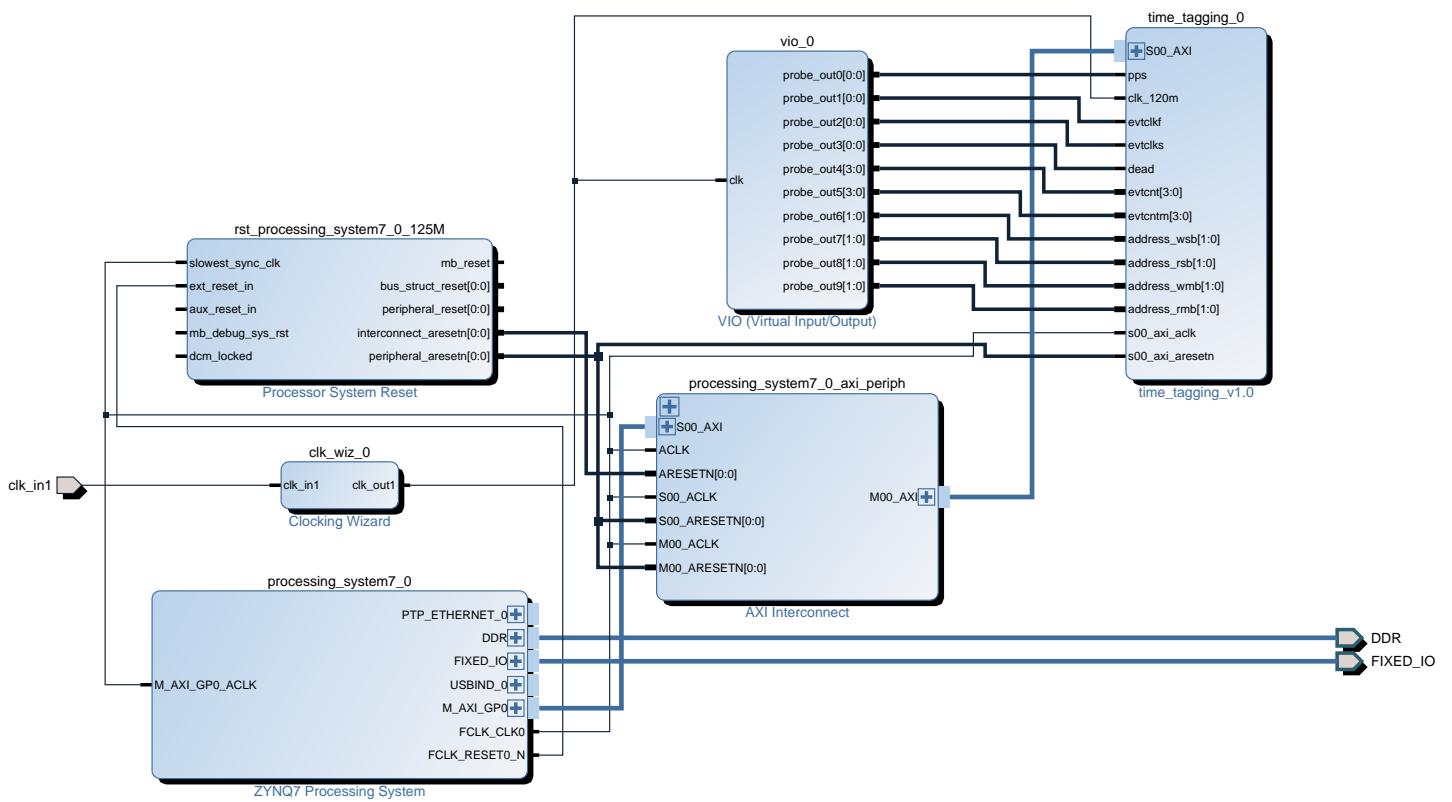 time_tagging_0
S00_AXI
pps
clk_120m
evtclkf
evtclks
dead
evtcnt[3:0]
evtcntm[3:0]
address_wsb[1:0]
address_rsb[1:0]
address_wmb[1:0]
address_rmb[1:0]
s00_axi_aclk
s00_axi_aresetn
time_tagging_v1.0
vio_0
probe_out0[0:0]
probe_out1[0:0]
probe_out2[0:0]
probe_out3[0:0]
probe_out4[3:0]
clk
probe_out5[3:0]
probe_out6[1:0]
probe_out7[1:0]
probe_out8[1:0]
probe_out9[1:0]
VIO (Virtual Input/Output)
rst_processing_system7_0_125M
slowest_sync_clk mb_reset
ext_reset_in bus_struct_reset[0:0]
aux_reset_in peripheral_reset[0:0]
mb_debug_sys_rst interconnect_aresetn[0:0]
dcm_locked peripheral_aresetn[0:0]
Processor System Reset
processing_system7_0_axi_periph
S00_AXI
ACLK
ARESETN[0:0]
S00_ACLK M00_AXI
S00_ARESETN[0:0]
M00_ACLK
M00_ARESETN[0:0]
AXI Interconnect
clk_in1
clk_wiz_0
clk_in1 clk_out1
Clocking Wizard
processing_system7_0
PTP_ETHERNET_0
DDR
FIXED_IO
M_AXI_GP0_ACLK USBIND_0
M_AXI_GP0
FCLK_CLK0
FCLK_RESET0_N
ZYNQ7 Processing System
DDR
FIXED_IO